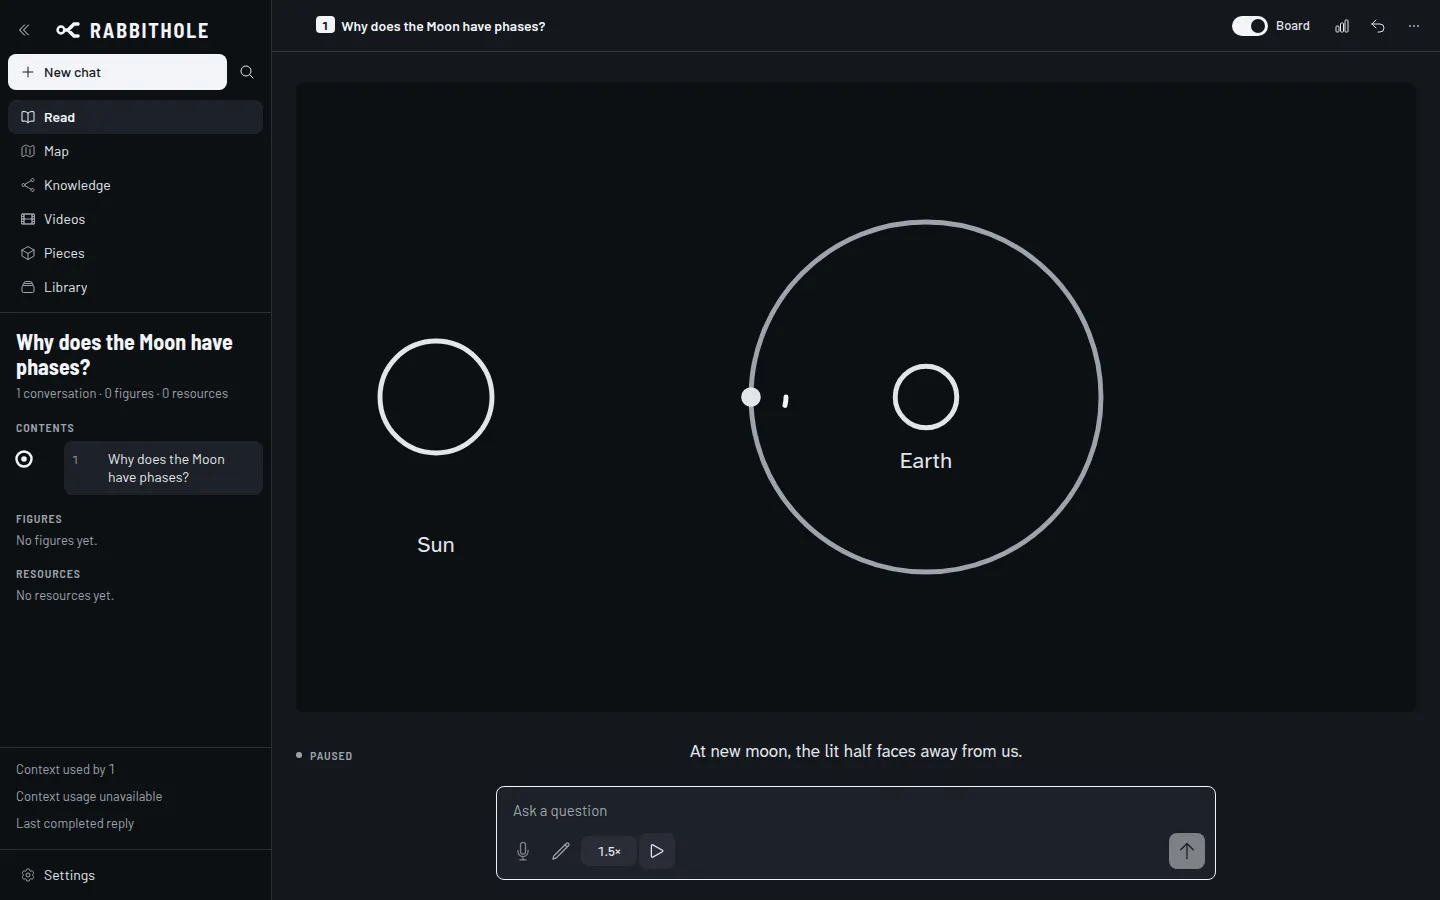 RABBITHOLE
New chat
Read
Map
Knowledge
Videos
Pieces
Library
Why does the Moon have
phases?
1 conversation · 0 figures · 0 resources
CONTENTS
1 Why does the Moon
have phases?
FIGURES
No figures yet.
RESOURCES
No resources yet.
Context used by 1
Context usage unavailable
Last completed reply
Settings
1 Why does the Moon have phases?
Board
Sun
Earth
PAUSED
At new moon, the lit half faces away from us.
Ask a question
1.5×